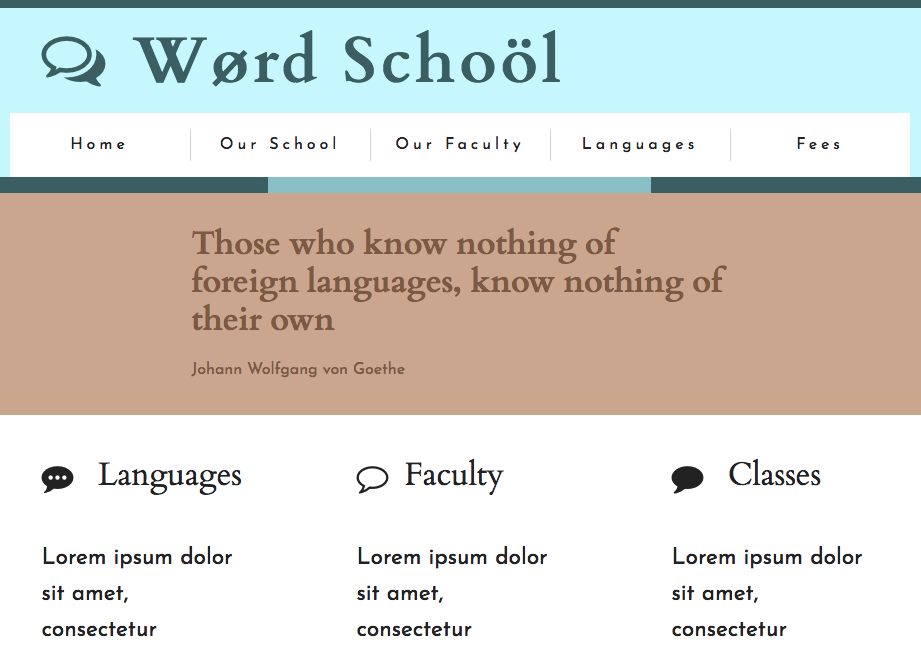 Wørd Schoöl
Home
Our School
Our Faculty
Languages
Fees
Those who know nothing of
foreign languages, know nothing of
their own
Johann Wolfgang von Goethe
Languages
Lorem ipsum dolor
sit amet,
consectetur
Faculty
Lorem ipsum dolor
sit amet,
consectetur
Classes
Lorem ipsum dolor
sit amet,
consectetur